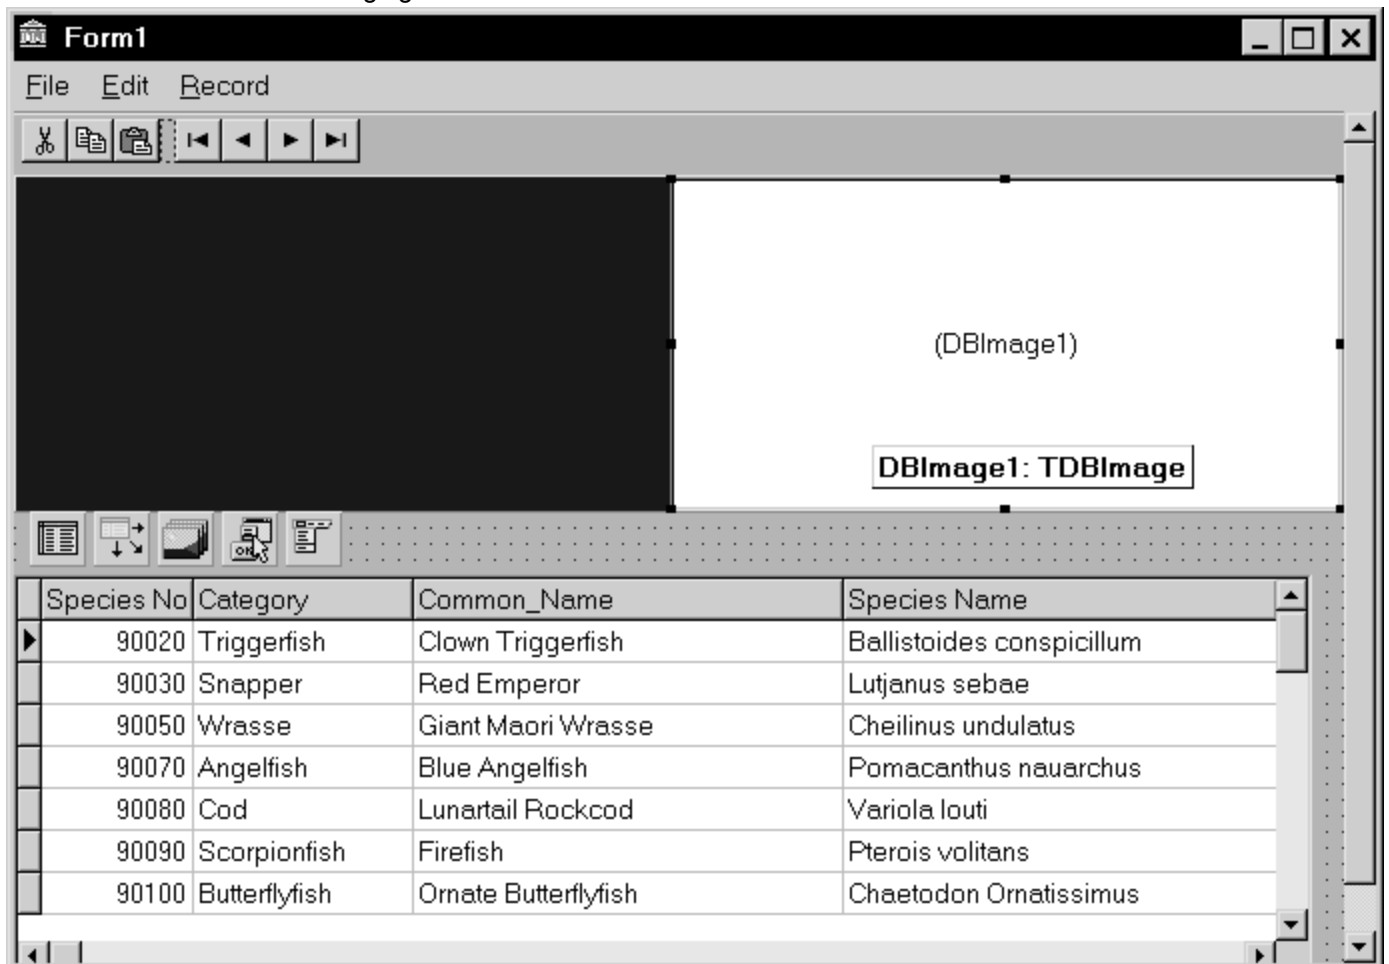 Form1
File Edit Record
(DBImage1)
DBImage1: TDBImage
Species No Category Common_Name Species Name
90020 Triggerfish Clown Triggerfish Ballistoides conspicillum
90030 Snapper Red Emperor Lutjanus sebae
90050 Wrasse Giant Maori Wrasse Cheilinus undulatus
90070 Angelfish Blue Angelfish Pomacanthus nauarchus
90080 Cod Lunartail Rockcod Variola louti
90090 Scorpionfish Firefish Pterois volitans
90100 Butterflyfish Ornate Butterflyfish Chaetodon Ornatissimus